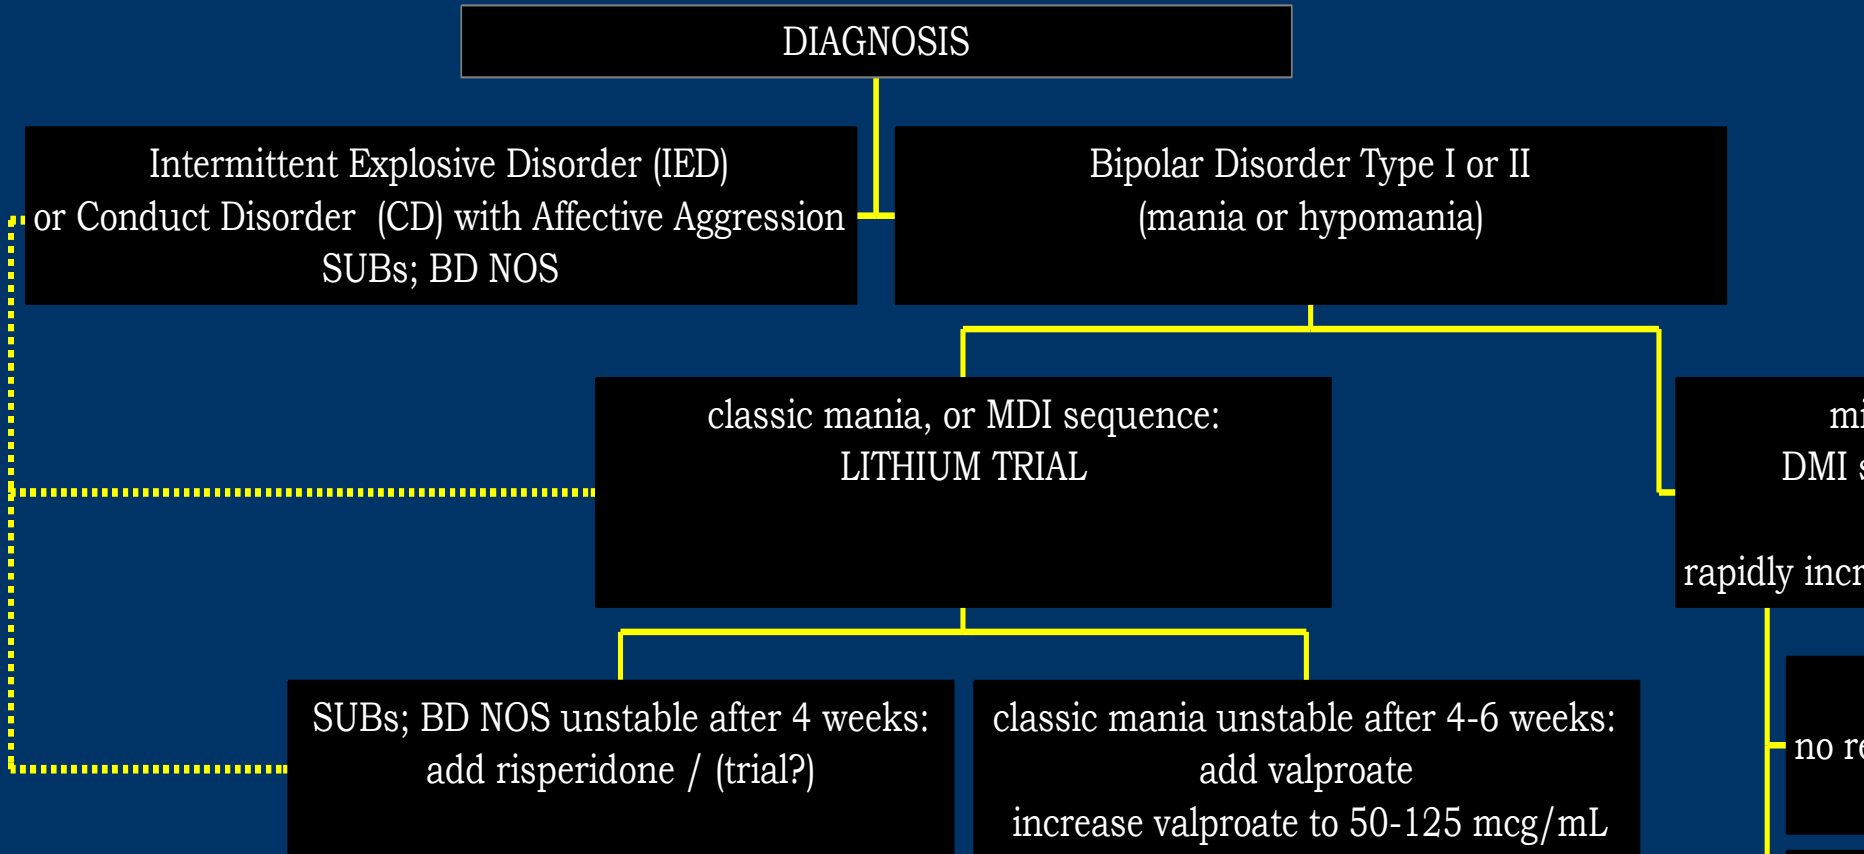 DIAGNOSIS
Intermittent Explosive Disorder (IED)
or Conduct Disorder (CD) with Affective Aggression
SUBs; BD NOS
Bipolar Disorder Type I or II
(mania or hypomania)
classic mania, or MDI sequence:
LITHIUM TRIAL
DMI
rapidly
SUBs; BD NOS unstable after 4 weeks:
add risperidone / (trial?)
classic mania unstable after 4-6 weeks:
add valproate
increase valproate to 50-125 mcg/mL
no